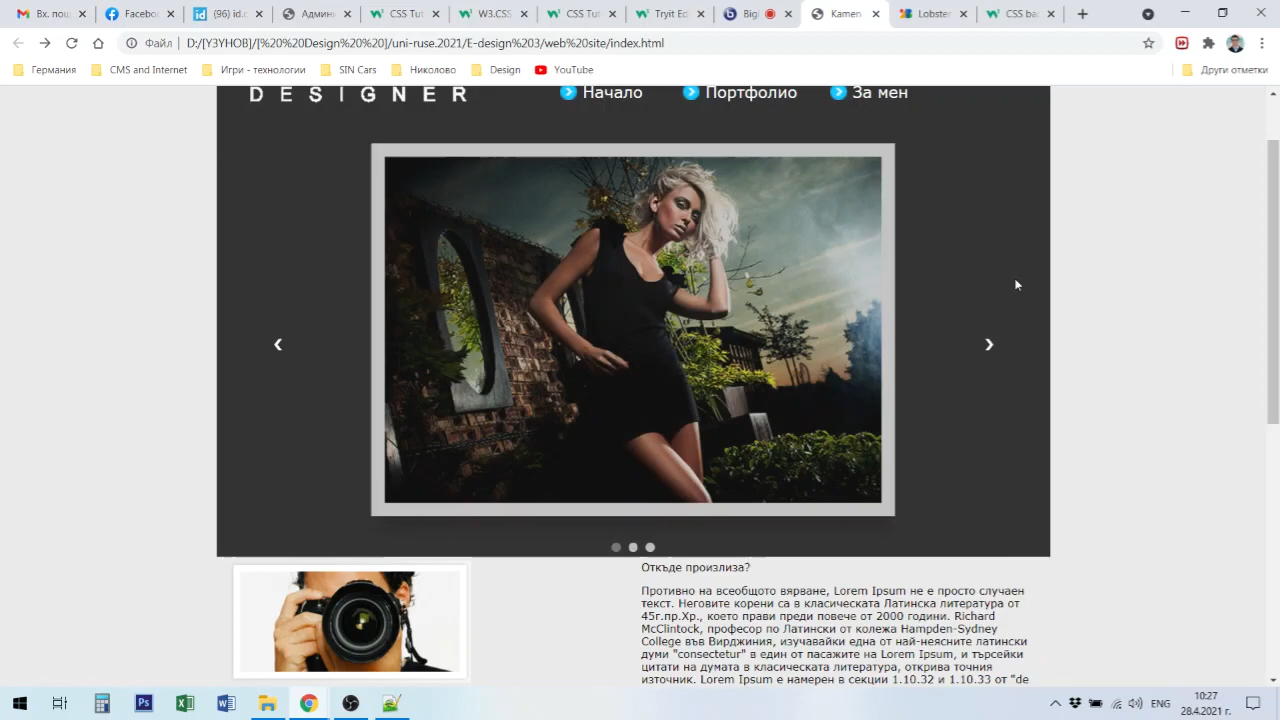 Вх. пощ
Facebook
(96) id.c
Админи
CSS Tut
W3.CSS
CSS Tut
Tryit Ed
Big
Kamen
Lobster
CSS bac
Файл
D:/[Y3YHOB]/[%20%20Design%20%20]/uni-ruse.2021/E-design%203/web%20site/index.html
Германия
CMS and Internet
Игри - технологии
SIN Cars
Николово
Design
YouTube
Други отметки
DESIGNER
Начало
Портфолио
За мен
‹
›
Откъде произлиза?
Противно на всеобщото вярване, Lorem Ipsum не е просто случаен
текст. Неговите корени са в класическата Латинска литература от
45г.пр.Хр., което прави преди повече от 2000 години. Richard
McClintock, професор по Латински от колежа Hampden-Sydney
College във Вирджиния, изучавайки една от най-неясните латински
думи "consectetur" в един от пасажите на Lorem Ipsum, и търсейки
цитати на думата в класическата литература, открива точния
източник. Lorem Ipsum е намерен в секции 1.10.32 и 1.10.33 от "de
ENG
10:27
28.4.2021 г.